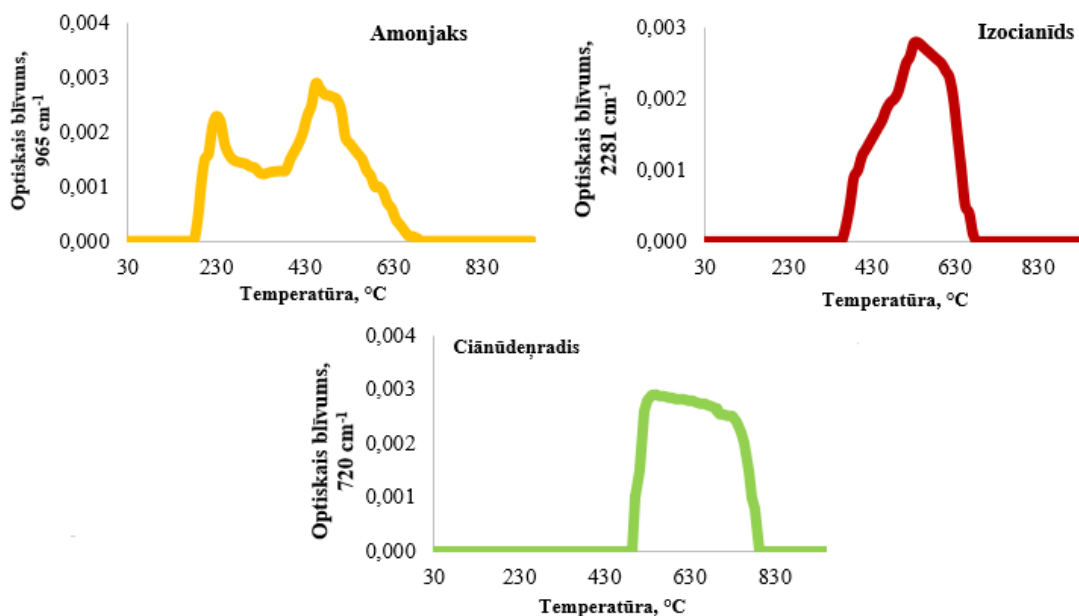 Amonjaks
Optiskais blīvums,
965 cm⁻¹
0,004
0,003
0,002
0,001
0,000
30 230 430 630 830
Temperatūra, °C
Izocianīds
Optiskais blīvums,
2281 cm⁻¹
0,003
0,002
0,001
0,000
30 230 430 630 830
Temperatūra, °C
Ciānūdeņradis
Optiskais blīvums,
720 cm⁻¹
0,004
0,003
0,002
0,001
0,000
30 230 430 630 830
Temperatūra, °C